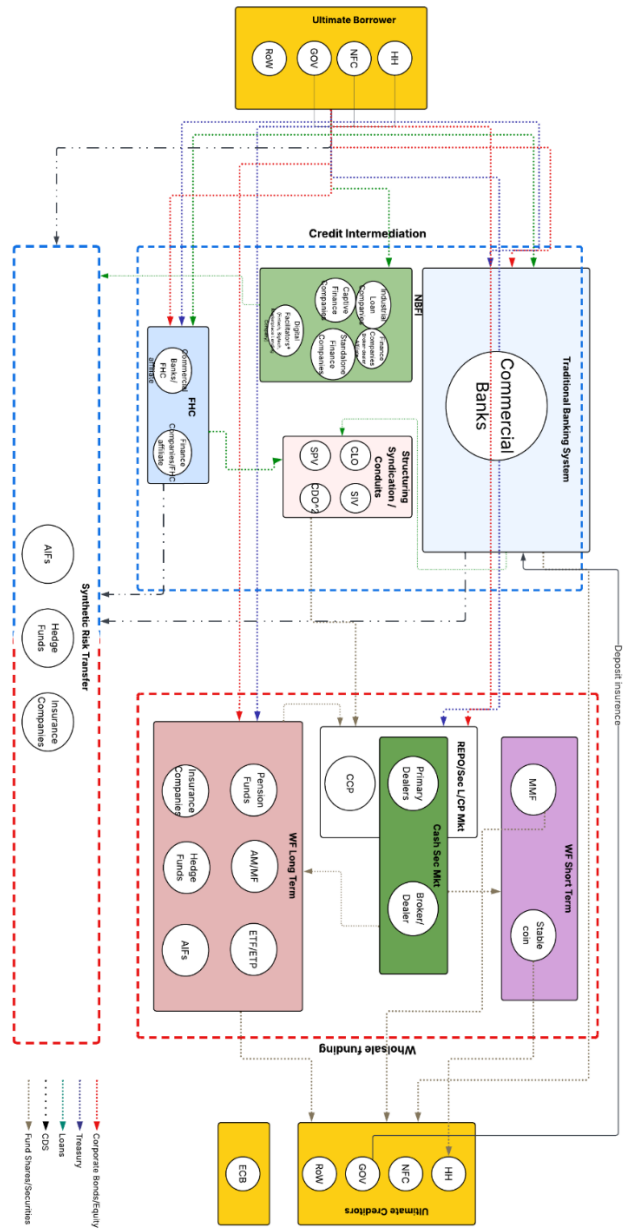 Ultimate Borrower
RoW
GOV
NFC
HH
Credit Intermediation
Traditional Banking System
Commercial
Banks
NBFI
Industrial
Loan
Companies
Captive
Finance
Companies
Finance
Companies
Standalone
Finance
Companies
Digital
Facilitators*
FHC
Commercial
Banks/
FHC
affiliate
Finance
Companies/FHC
affiliate
Structuring
Syndication /
Conduits
SPV
CLO
CDO^2
SIV
Synthetic Risk Transfer
AIFs
Hedge
Funds
Insurance
Companies
Deposit insurence
Wholsale funding
WF Short Term
MMF
Stable
coin
REPO/Sec L/CP Mkt
CCP
Cash Sec Mkt
Primary
Dealers
Broker/
Dealer
WF Long Term
Insurance
Companies
Pension
Funds
Hedge
Funds
AM/MF
AIFs
ETF/ETP
Ultimate Creditors
RoW
GOV
NFC
HH
ECB
Corporate Bonds/Equity
Treasury
Loans
CDS
Fund Shares/Securities